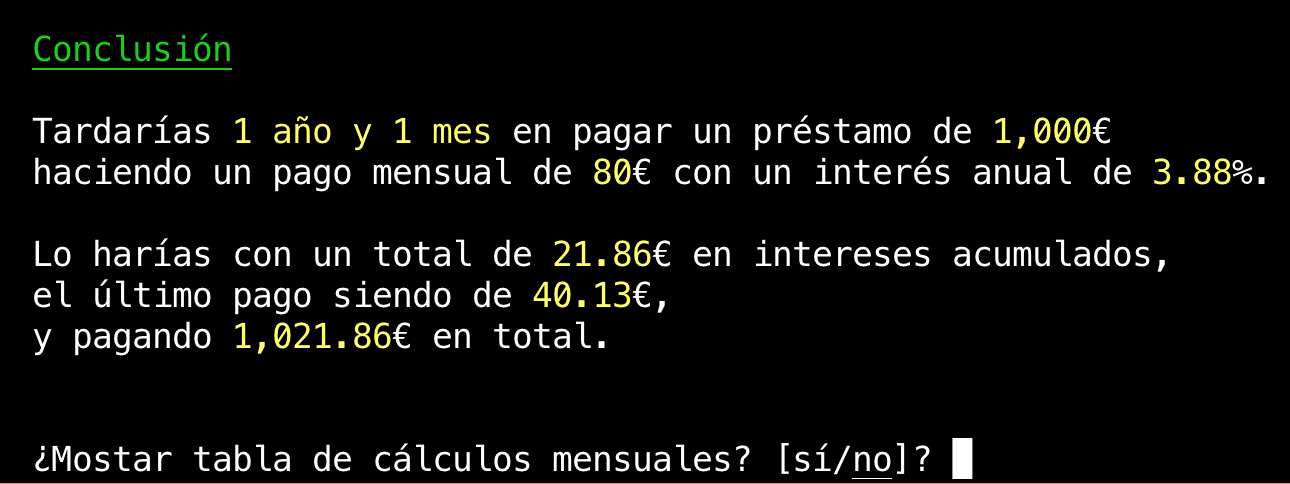 Conclusión
Tardarías 1 año y 1 mes en pagar un préstamo de 1,000€
haciendo un pago mensual de 80€ con un interés anual de 3.88%.
Lo harías con un total de 21.86€ en intereses acumulados,
el último pago siendo de 40.13€,
y pagando 1,021.86€ en total.
¿Mostar tabla de cálculos mensuales? [sí/no]?